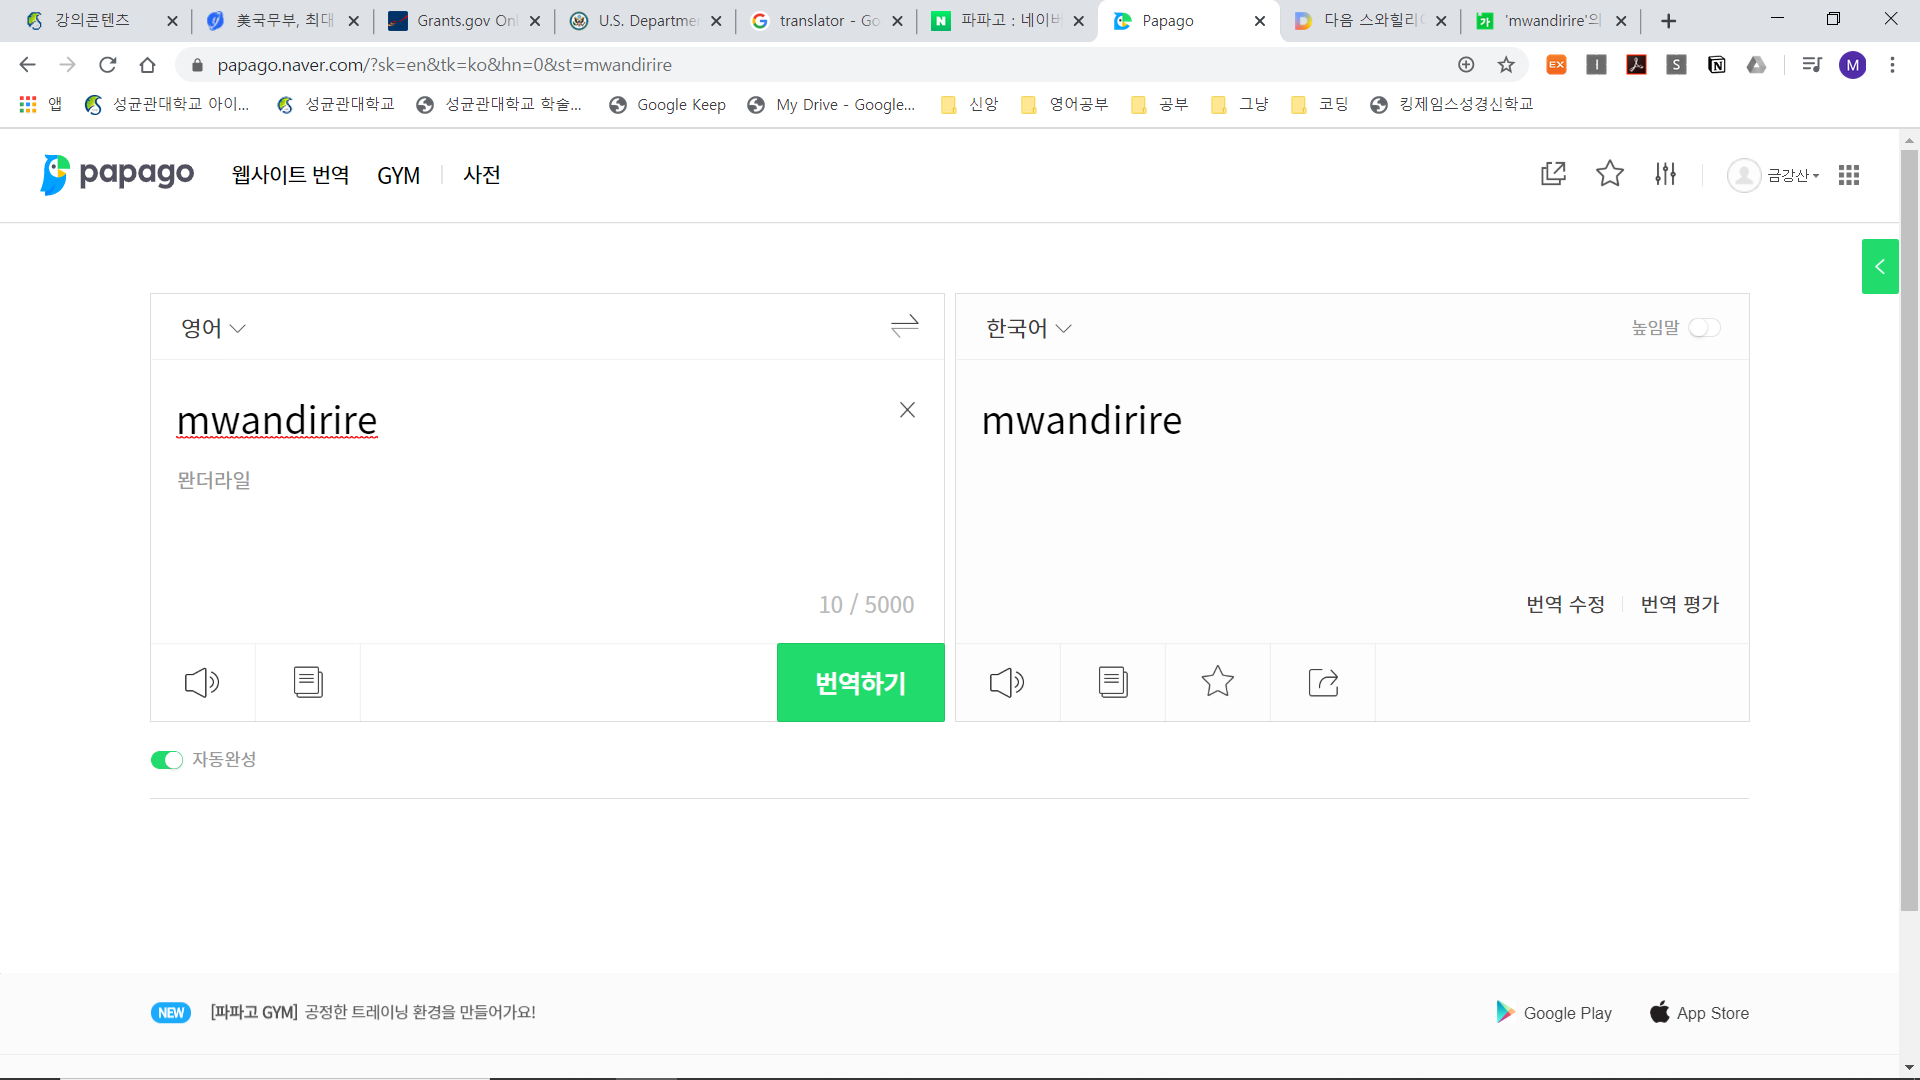 강의콘텐츠
美국무부, 최대
Grants.gov Onl
U.S. Departmer
translator - Go
파파고 : 네이버
Papago
다음 스와힐리어
'mwandirire'의
papago.naver.com/?sk=en&tk=ko&hn=0&st=mwandirire
EX
I
S
M
앱
성균관대학교 아이...
성균관대학교
성균관대학교 학술...
Google Keep
My Drive - Google...
신앙
영어공부
공부
그냥
코딩
킹제임스성경신학교
papago
웹사이트 번역
GYM
사전
금강산
영어
한국어
높임말
mwandirire
mwandirire
뫈더라일
10 / 5000
번역 수정
번역 평가
번역하기
자동완성
NEW
[파파고 GYM] 공정한 트레이닝 환경을 만들어가요!
Google Play
App Store